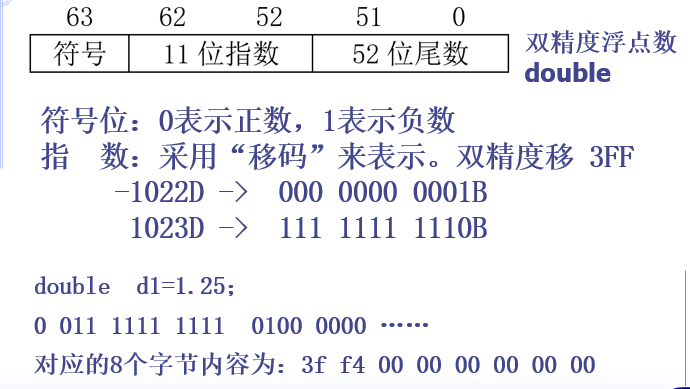 63 62 52 51 0
符号 11 位指数 52 位尾数
双精度浮点数
double
符号位：0表示正数，1表示负数
指 数：采用“移码”来表示。双精度移 3FF
-1022D -> 000 0000 0001B
1023D -> 111 1111 1110B
double d1=1.25;
0 011 1111 1111 0100 0000 ……
对应的8个字节内容为：3f f4 00 00 00 00 00 00